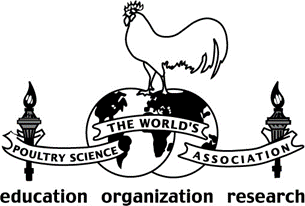 THE WORLD'S
POULTRY SCIENCE ASSOCIATION
education organization research